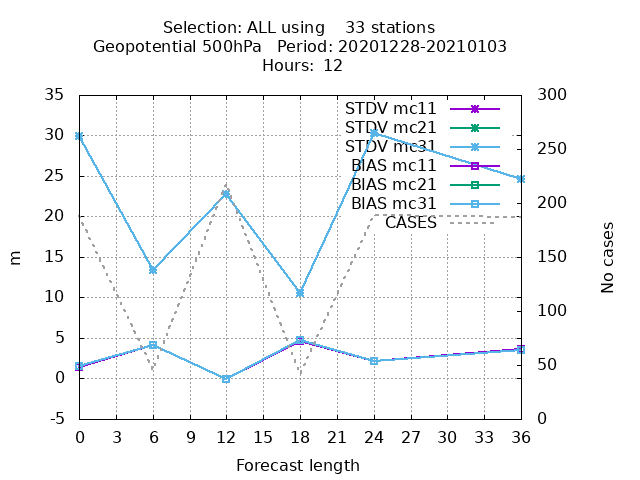 Selection: ALL using    33 stations
Geopotential 500hPa   Period: 20201228-20210103
Hours:  12
STDV mc11
STDV mc21
STDV mc31
BIAS mc11
BIAS mc21
BIAS mc31
CASES
35
30
25
20
15
10
5
0
-5
m
300
250
200
150
100
50
0
No cases
0 3 6 9 12 15 18 21 24 27 30 33 36
Forecast length